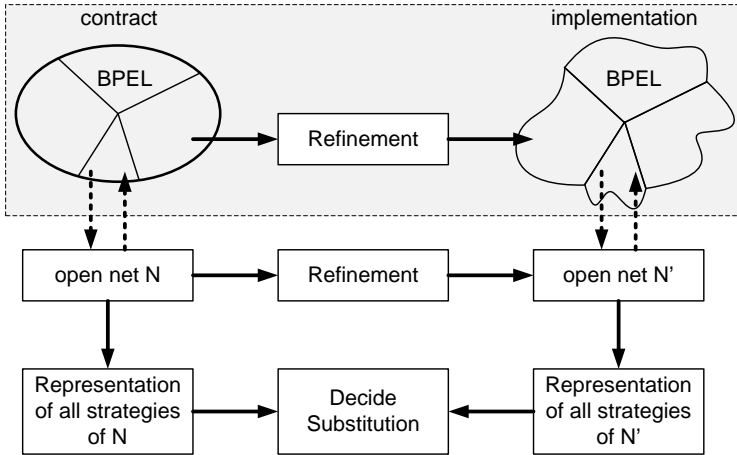 contract
implementation
BPEL
BPEL
Refinement
open net N
Refinement
open net N'
Representation
of all strategies
of N
Decide
Substitution
Representation
of all strategies
of N'